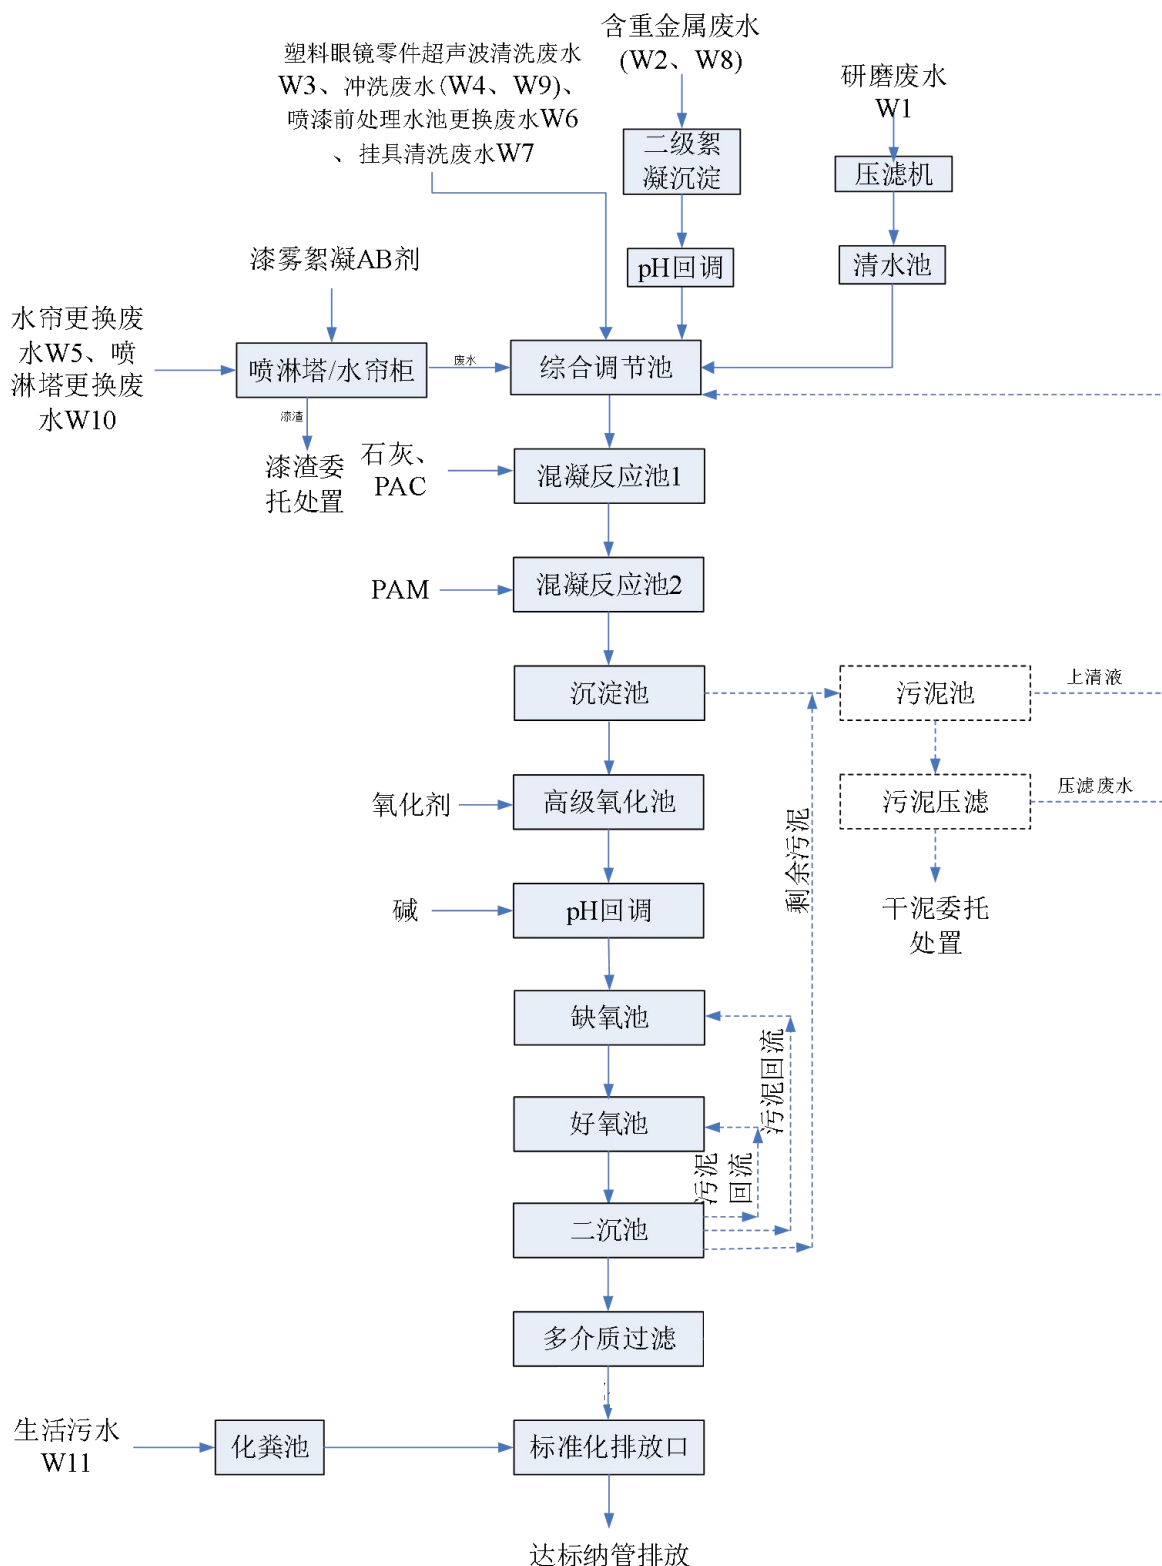 含重金属废水
(W2、W8)
塑料眼镜零件超声波清洗废水
W3、冲洗废水(W4、W9)、
喷漆前处理水池更换废水W6
、挂具清洗废水W7
研磨废水
W1
二级絮
凝沉淀
压滤机
pH回调
清水池
漆雾絮凝AB剂
水帘更换废
水W5、喷
淋塔更换废
水W10
喷淋塔/水帘柜
废水
综合调节池
漆渣
漆渣委
托处置
石灰、
PAC
混凝反应池1
PAM
混凝反应池2
沉淀池
污泥池
上清液
氧化剂
高级氧化池
污泥压滤
压滤废水
剩余污泥
碱
pH回调
干泥委托
处置
缺氧池
污泥回流
好氧池
污泥
回流
二沉池
多介质过滤
生活污水
W11
化粪池
标准化排放口
达标纳管排放